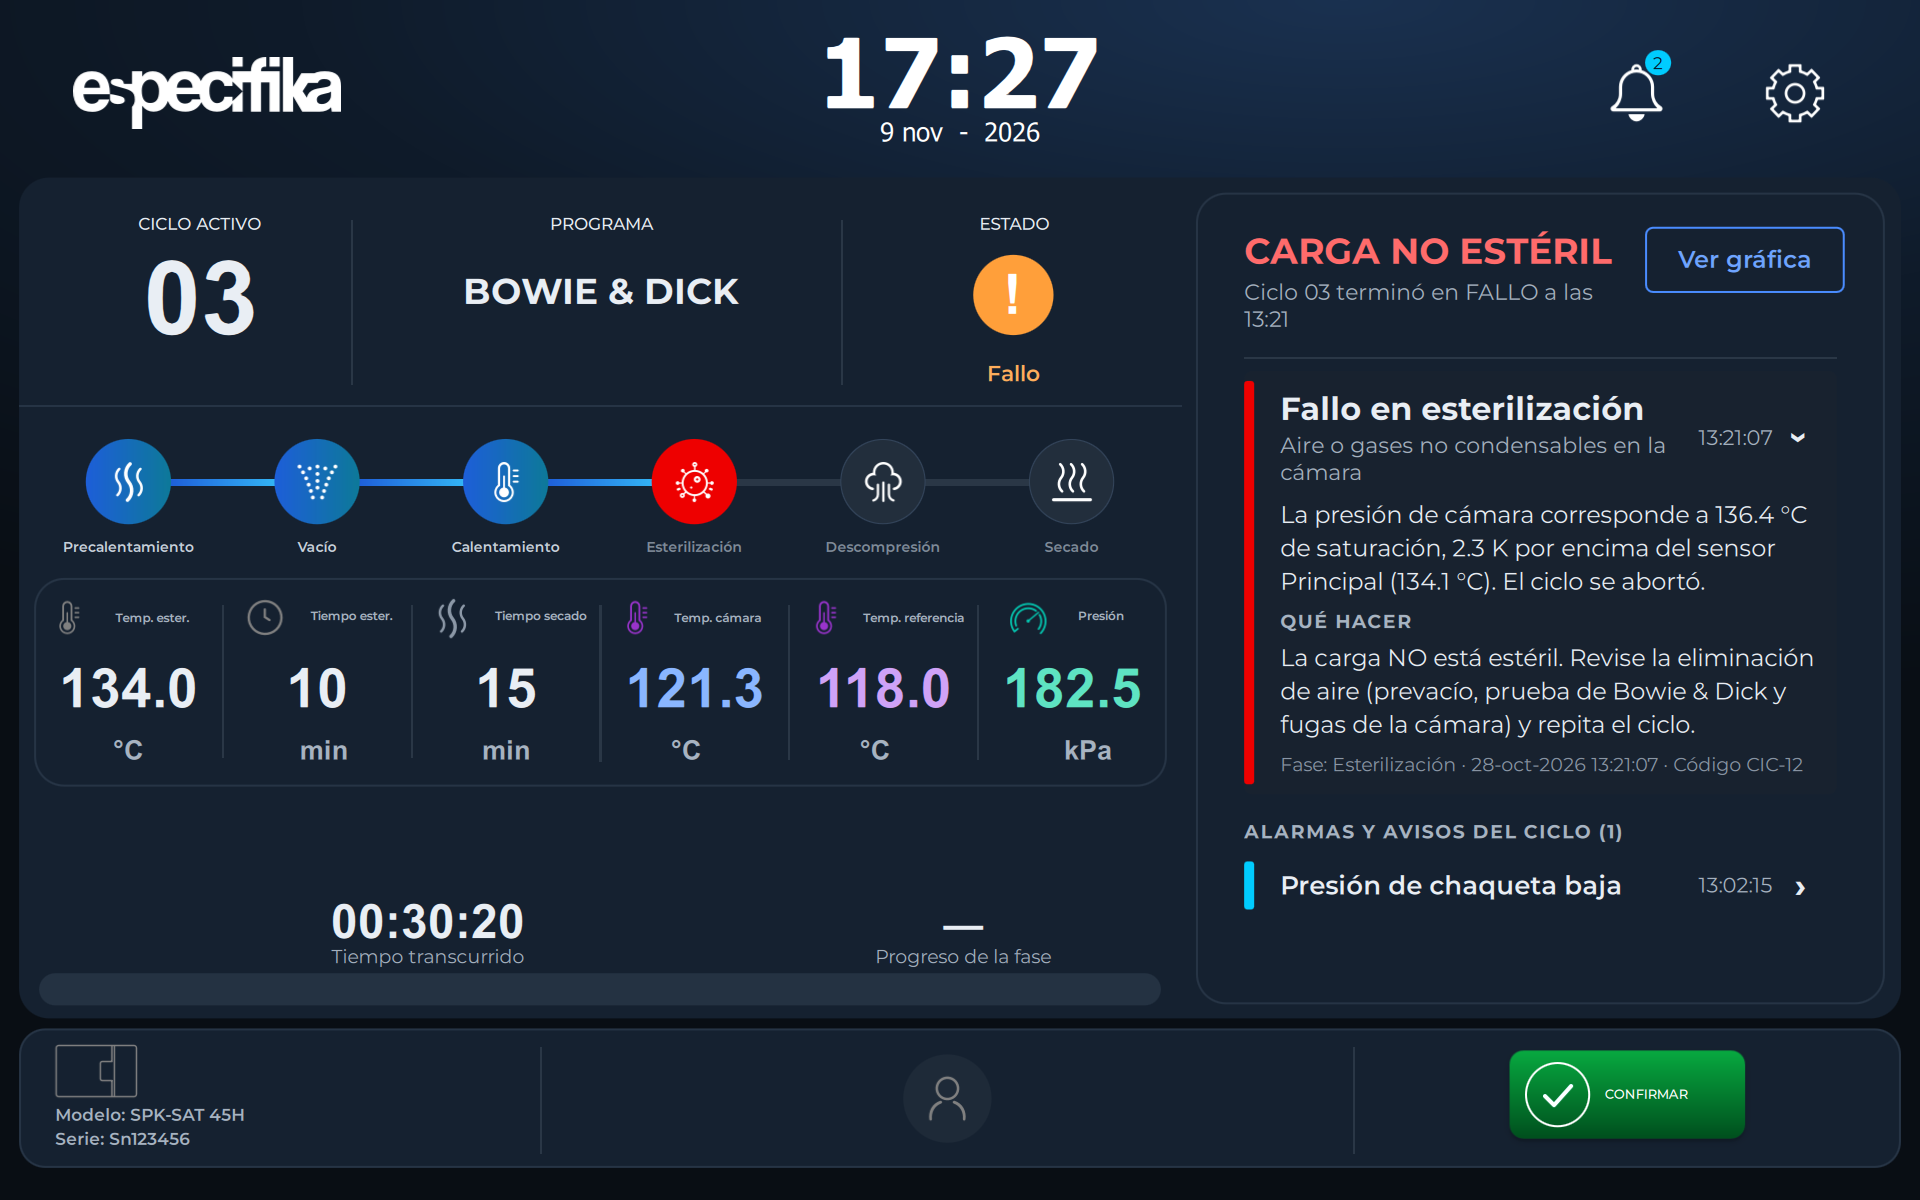 especifika
17:27
9 nov - 2026
2
CICLO ACTIVO
03
PROGRAMA
BOWIE & DICK
ESTADO
!
Fallo
Precalentamiento
Vacío
Calentamiento
Esterilización
Descompresión
Secado
Temp. ester.
134.0
°C
Tiempo ester.
10
min
Tiempo secado
15
min
Temp. cámara
121.3
°C
Temp. referencia
118.0
°C
Presión
182.5
kPa
00:30:20
Tiempo transcurrido
—
Progreso de la fase
CARGA NO ESTÉRIL
Ciclo 03 terminó en FALLO a las
13:21
Ver gráfica
Fallo en esterilización
Aire o gases no condensables en la
cámara
13:21:07
La presión de cámara corresponde a 136.4 °C
de saturación, 2.3 K por encima del sensor
Principal (134.1 °C). El ciclo se abortó.
QUÉ HACER
La carga NO está estéril. Revise la eliminación
de aire (prevacío, prueba de Bowie & Dick y
fugas de la cámara) y repita el ciclo.
Fase: Esterilización · 28-oct-2026 13:21:07 · Código CIC-12
ALARMAS Y AVISOS DEL CICLO (1)
Presión de chaqueta baja
13:02:15
Modelo: SPK-SAT 45H
Serie: Sn123456
CONFIRMAR